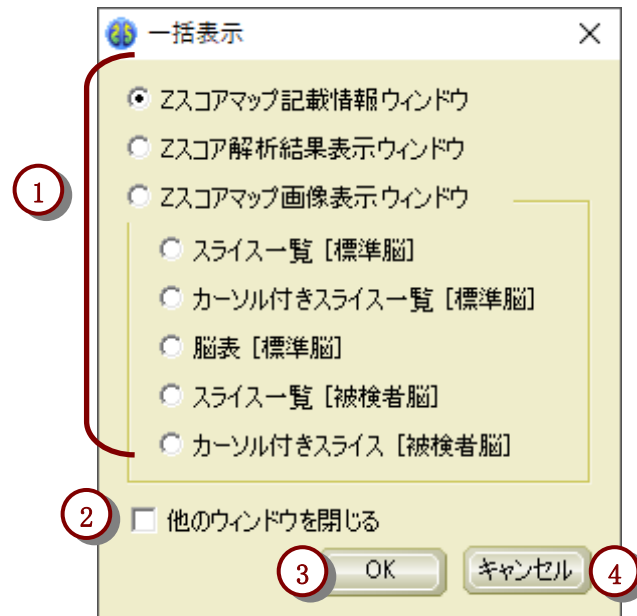 一括表示
Zスコアマップ記載情報ウィンドウ
Zスコア解析結果表示ウィンドウ
1
Zスコアマップ画像表示ウィンドウ
スライス一覧 [標準脳]
カーソル付きスライス一覧 [標準脳]
脳表 [標準脳]
スライス一覧 [被検者脳]
カーソル付きスライス [被検者脳]
2 他のウィンドウを閉じる
3 OK キャンセル 4